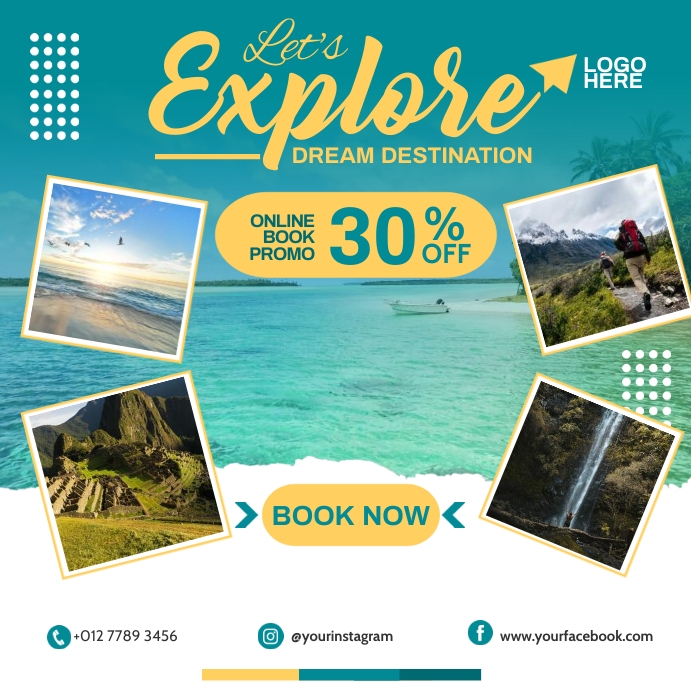 Let's
Explore
DREAM DESTINATION
LOGO
HERE
ONLINE
BOOK
PROMO
30%
OFF
BOOK NOW
+012 7789 3456
@yourinstagram
www.yourfacebook.com